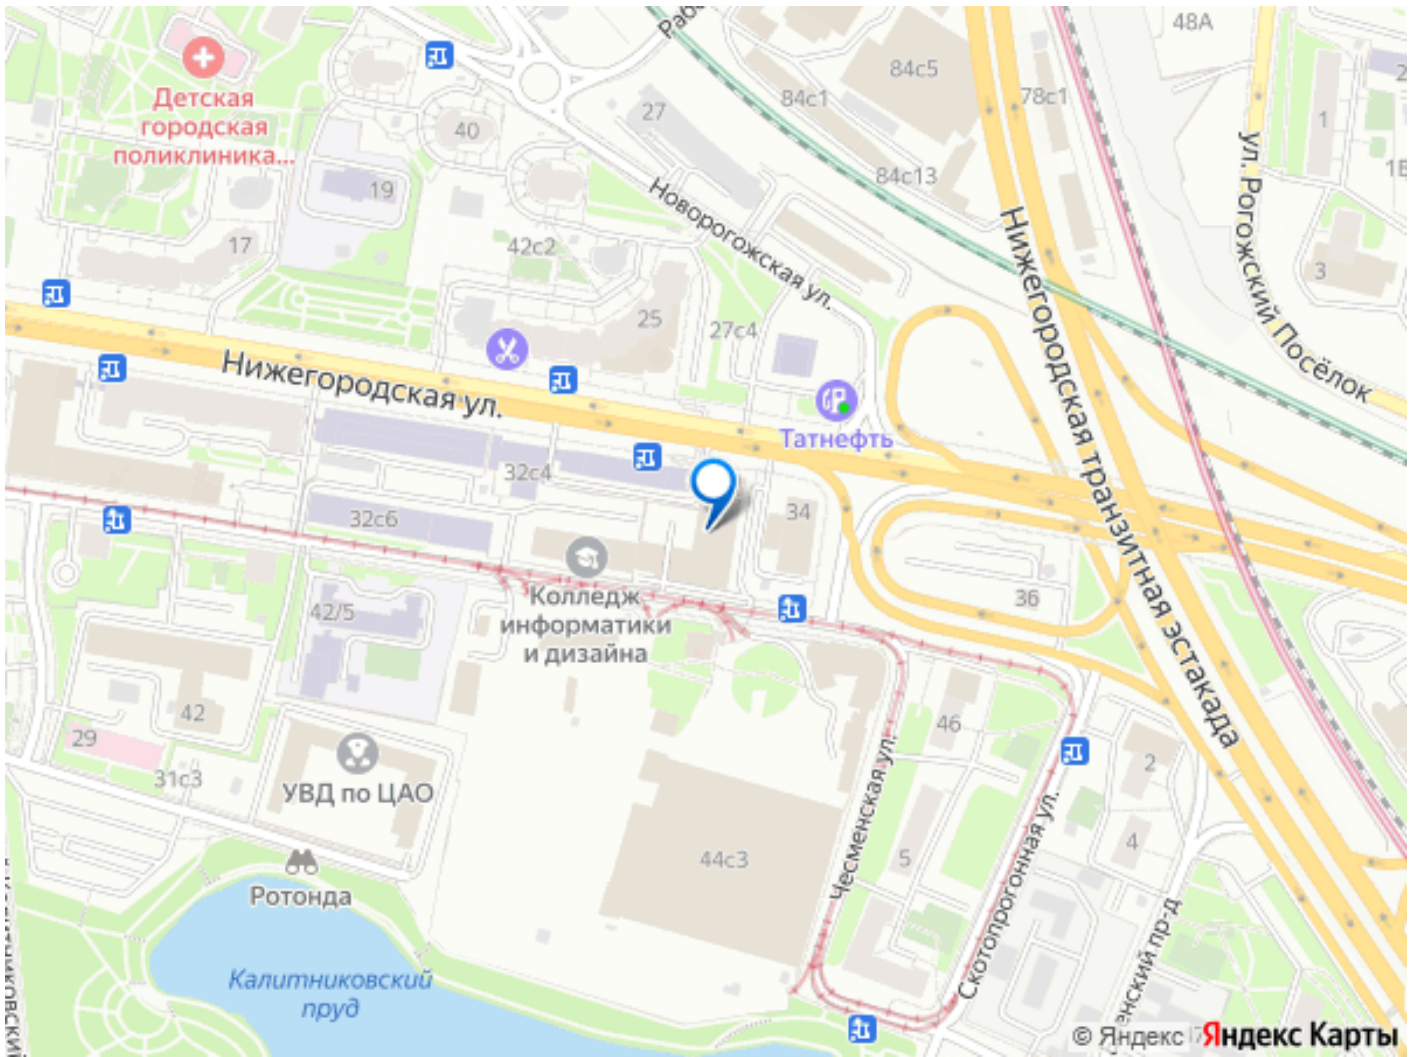 48А
84с5
84с1
78с1
Детская
городская
поликлиника...
27
40
1
84с13
19
Новорогожская ул.
ул. Рогожский Посёлок
17
42с2
3
25
27с4
Нижегородская транзитная эстакада
Нижегородская ул.
Татнефть
32с4
34
32с6
Колледж
информатики
и дизайна
36
42/5
42
46
29
31с3
2
УВД по ЦАО
Чесменская ул.
Скотопрогонная ул.
4
44с3
5
Ротонда
Калитниковский
пруд
© Яндекс
Яндекс Карты